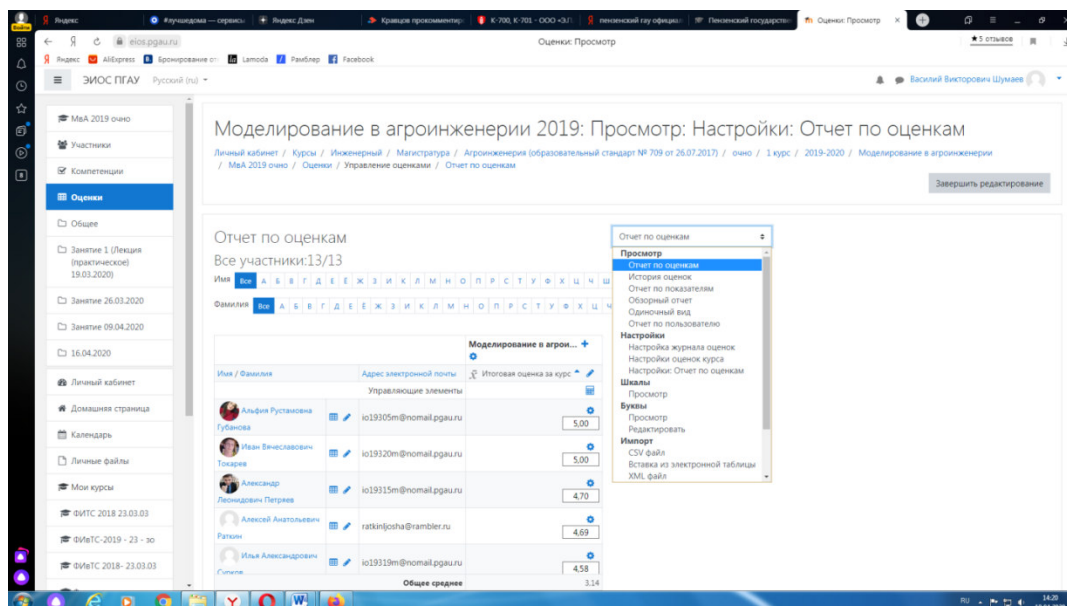 Яндекс
#лучшедома — сервисы
Яндекс Дзен
Кравцов прокомментир
К-700, К-701 - ООО «З.П.
пензенский гау официал
Пензенский государстве
Оценки: Просмотр
eios.pgau.ru
Оценки: Просмотр
★5 отзывов
Яндекс
AliExpress
Бронирование от
Lamoda
Рамблер
Facebook
ЭИОС ПГАУ
Русский (ru)
Василий Викторович Шумаев
МвА 2019 очно
Участники
Компетенции
Оценки
Общее
Занятие 1 (Лекция
(практическое)
19.03.2020)
Занятие 26.03.2020
Занятие 09.04.2020
16.04.2020
Личный кабинет
Домашняя страница
Календарь
Личные файлы
Мои курсы
ФИТС 2018 23.03.03
ФИвТС-2019 - 23 - зо
ФИвТС 2018- 23.03.03
Моделирование в агроинженерии 2019: Просмотр: Настройки: Отчет по оценкам
Личный кабинет / Курсы / Инженерный / Магистратура / Агроинженерия (образовательный стандарт № 709 от 26.07.2017) / очно / 1 курс / 2019-2020 / Моделирование в агроинженерии
/ МвА 2019 очно / Оценки / Управление оценками / Отчет по оценкам
Завершить редактирование
Отчет по оценкам
Все участники:13/13
Имя Все А Б В Г Д Е Ё Ж З И К Л М Н О П Р С Т У Ф Х Ц Ч Ш
Фамилия Все А Б В Г Д Е Ё Ж З И К Л М Н О П Р С Т У Ф Х Ц Ч
Моделирование в агрои...
Имя / Фамилия
Адрес электронной почты
Итоговая оценка за курс
Управляющие элементы
Альфия Рустамовна
Губанова
io19305m@nomail.pgau.ru
5,00
Иван Вячеславович
Токарев
io19320m@nomail.pgau.ru
5,00
Александр
Леонидович Петряев
io19315m@nomail.pgau.ru
4,70
Алексей Анатольевич
Раткин
ratkinljosha@rambler.ru
4,69
Илья Александрович
io19319m@nomail.pgau.ru
4,58
Общее среднее
3,14
Отчет по оценкам
Просмотр
Отчет по оценкам
История оценок
Отчет по показателям
Обзорный отчет
Одиночный вид
Отчет по пользователю
Настройки
Настройка журнала оценок
Настройки оценок курса
Настройки: Отчет по оценкам
Шкалы
Просмотр
Буквы
Просмотр
Редактировать
Импорт
CSV файл
Вставка из электронной таблицы
XML файл
RU
14:20